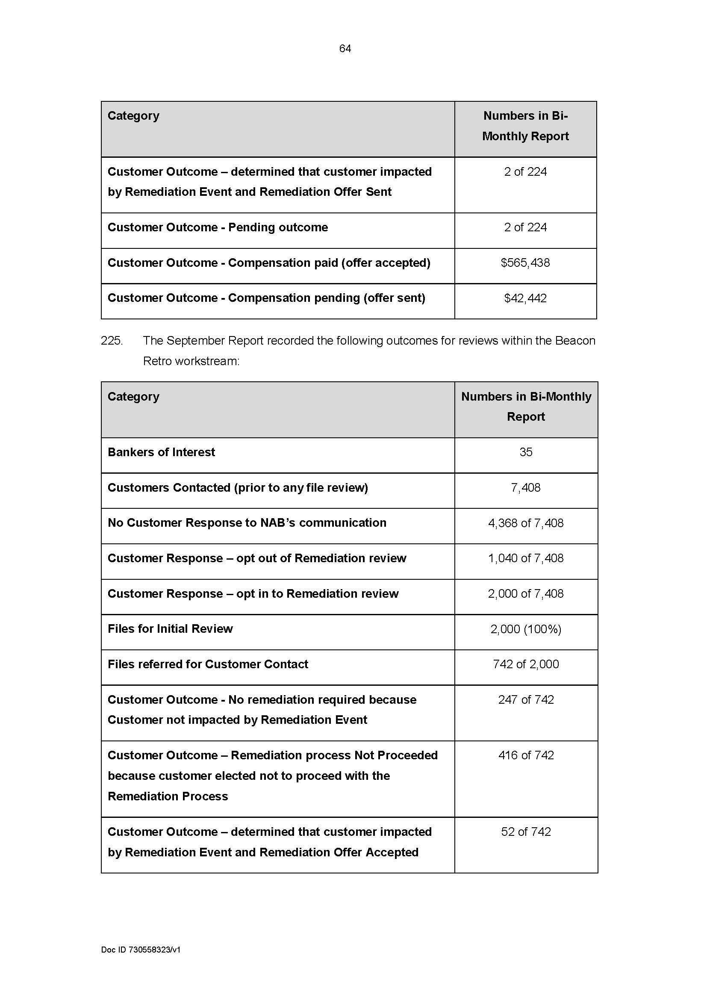 64
Category
Numbers in Bi-
Monthly Report
Customer Outcome – determined that customer impacted
by Remediation Event and Remediation Offer Sent
2 of 224
Customer Outcome - Pending outcome
2 of 224
Customer Outcome - Compensation paid (offer accepted)
$565,438
Customer Outcome - Compensation pending (offer sent)
$42,442
225. The September Report recorded the following outcomes for reviews within the Beacon
Retro workstream:
Category
Numbers in Bi-Monthly
Report
Bankers of Interest
35
Customers Contacted (prior to any file review)
7,408
No Customer Response to NAB’s communication
4,368 of 7,408
Customer Response – opt out of Remediation review
1,040 of 7,408
Customer Response – opt in to Remediation review
2,000 of 7,408
Files for Initial Review
2,000 (100%)
Files referred for Customer Contact
742 of 2,000
Customer Outcome - No remediation required because
Customer not impacted by Remediation Event
247 of 742
Customer Outcome – Remediation process Not Proceeded
because customer elected not to proceed with the
Remediation Process
416 of 742
Customer Outcome – determined that customer impacted
by Remediation Event and Remediation Offer Accepted
52 of 742
Doc ID 730558323/v1